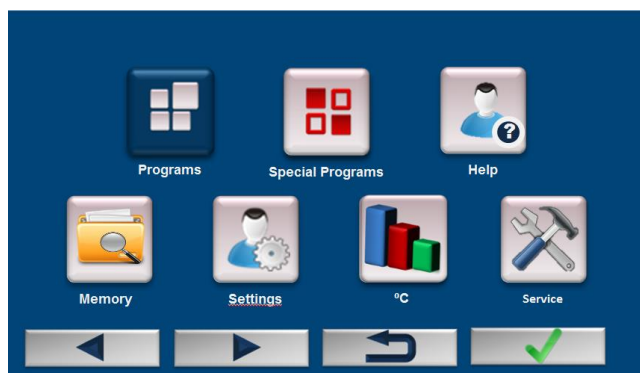 Programs
Special Programs
Help
Memory
Settings
ºC
Service